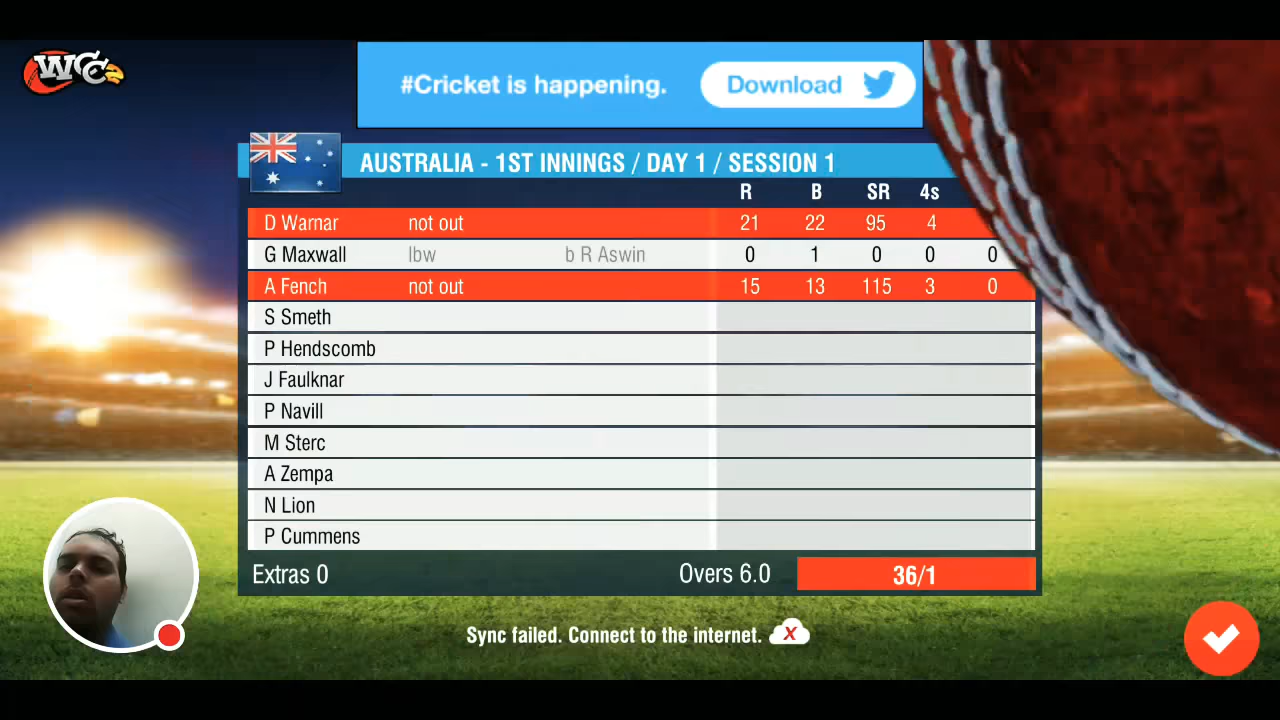 WCC
#Cricket is happening.
Download
AUSTRALIA - 1ST INNINGS / DAY 1 / SESSION 1
R B SR 4s
D Warnar not out 21 22 95 4
G Maxwall lbw b R Aswin 0 1 0 0 0
A Fench not out 15 13 115 3 0
S Smeth
P Hendscomb
J Faulknar
P Navill
M Sterc
A Zempa
N Lion
P Cummens
Extras 0 Overs 6.0 36/1
Sync failed. Connect to the internet. X